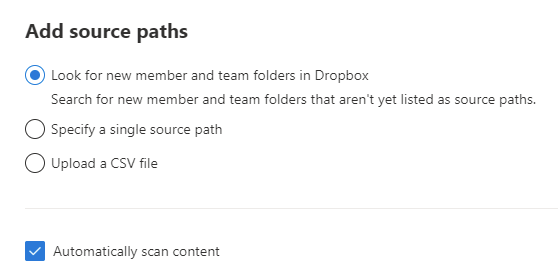 Add source paths
Look for new member and team folders in Dropbox
Search for new member and team folders that aren't yet listed as source paths.
Specify a single source path
Upload a CSV file
Automatically scan content